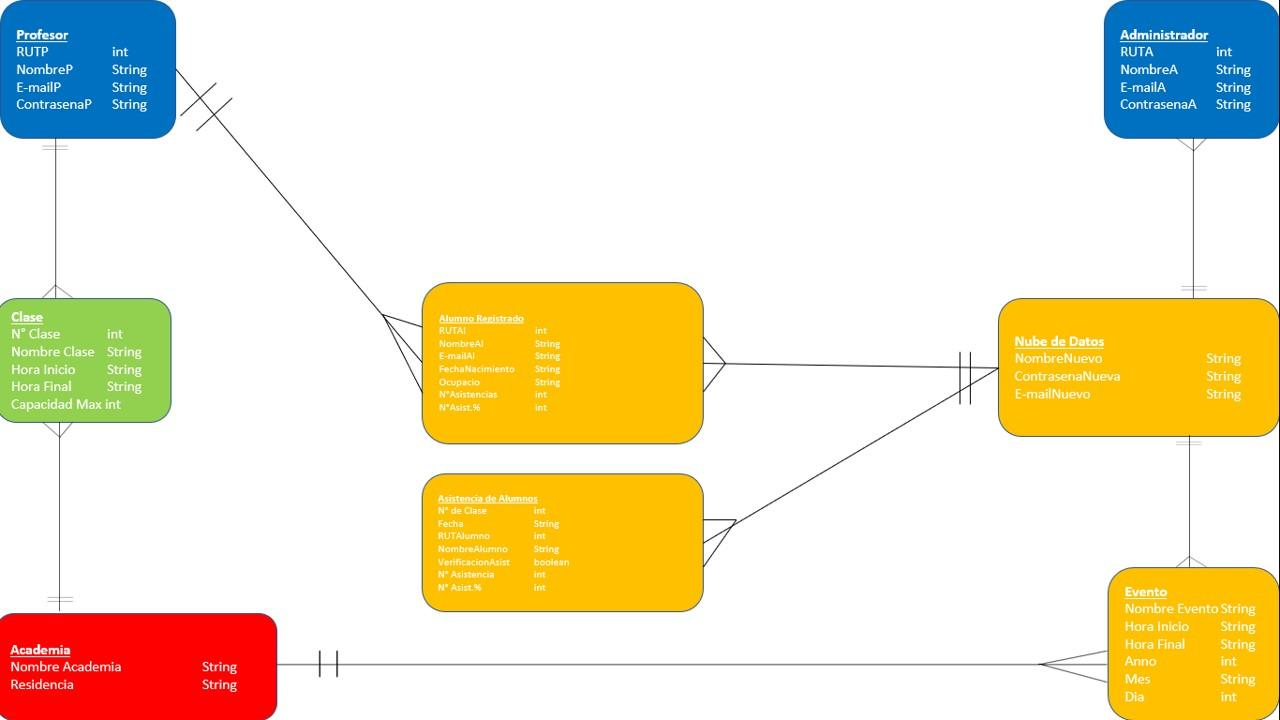 Profesor
RUTP int
NombreP String
E-mailP String
ContrasenaP String
Administrador
RUTA int
NombreA String
E-mailA String
ContrasenaA String
Clase
N° Clase int
Nombre Clase String
Hora Inicio String
Hora Final String
Capacidad Max int
Alumno Registrado
RUTAl int
NombreAl String
E-mailAl String
FechaNacimiento String
Ocupacio String
N°Asistencias int
N°Asist.% int
Nube de Datos
NombreNuevo String
ContrasenaNueva String
E-mailNuevo String
Asistencia de Alumnos
N° de Clase int
Fecha String
RUTAlumno int
NombreAlumno String
VerificacionAsist boolean
N° Asistencia int
N° Asist.% int
Academia
Nombre Academia String
Residencia String
Evento
Nombre Evento String
Hora Inicio String
Hora Final String
Anno int
Mes String
Dia int